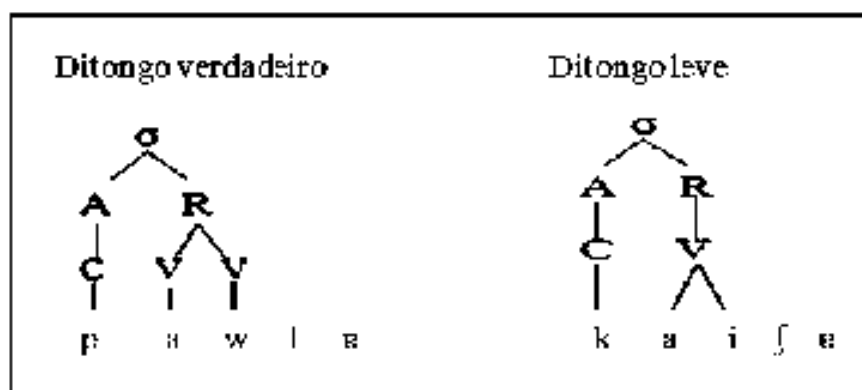 Ditongo verdadeiro Ditongo leve
σ σ
A R A R
C V V C V
p a w l ɐ k a i ʃ ɐ